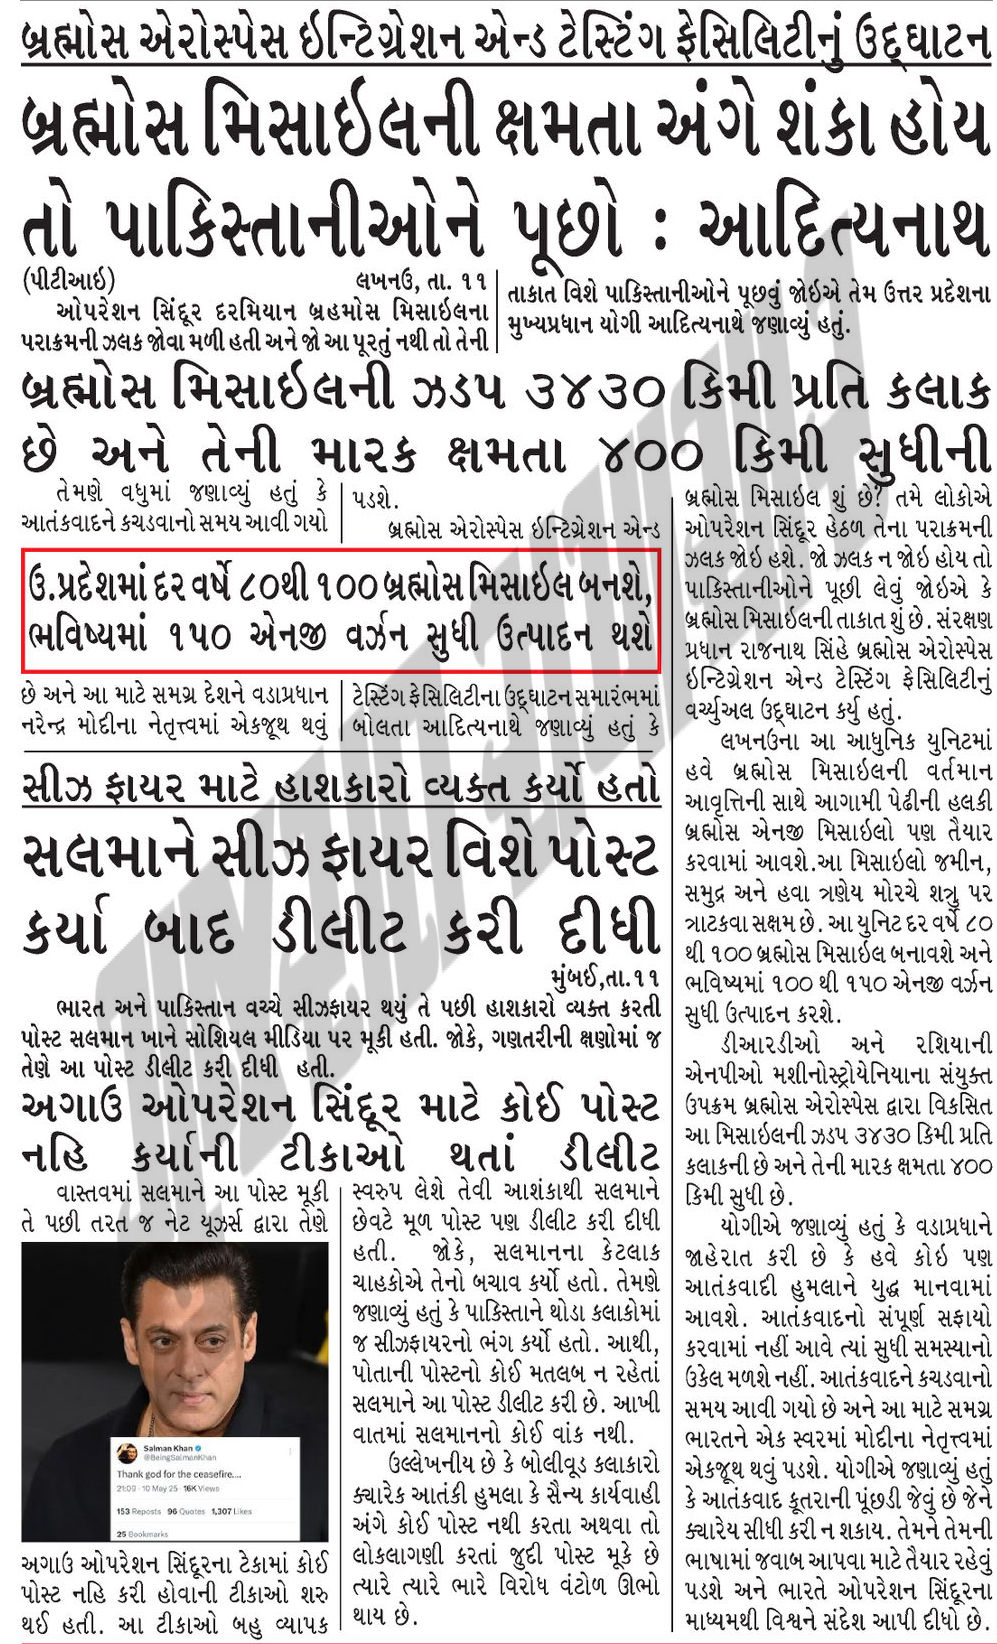 બ્રહ્મોસ એરોસ્પેસ ઇન્ટિગ્રેશન એન્ડ ટેસ્ટિંગ ફેસિલિટીનું ઉદ્ઘાટન
બ્રહ્મોસ મિસાઇલની ક્ષમતા અંગે શંકા હોય
તો પાકિસ્તાનીઓને પૂછો : આદિત્યનાથ
(પીટીઆઇ) લખનઉ, તા. ૧૧
ઓપરેશન સિંદૂર દરમિયાન બ્રહમોસ મિસાઇલના
પરાક્રમની ઝલક જોવા મળી હતી અને જો આ પૂરતું નથી તો તેની
તાકાત વિશે પાકિસ્તાનીઓને પૂછવું જોઇએ તેમ ઉત્તર પ્રદેશના
મુખ્યપ્રધાન યોગી આદિત્યનાથે જણાવ્યું હતું.
બ્રહ્મોસ મિસાઇલની ઝડપ ૩૪૩૦ કિમી પ્રતિ કલાક
છે અને તેની મારક ક્ષમતા ૪૦૦ કિમી સુધીની
તેમણે વધુમાં જણાવ્યું હતું કે
આતંકવાદને કચડવાનો સમય આવી ગયો
પડશે.
બ્રહ્મોસ એરોસ્પેસ ઇન્ટિગ્રેશન એન્ડ
ઉ.પ્રદેશમાં દર વર્ષે ૮૦થી ૧૦૦ બ્રહ્મોસ મિસાઇલ બનશે,
ભવિષ્યમાં ૧૫૦ એનજી વર્ઝન સુધી ઉત્પાદન થશે
છે અને આ માટે સમગ્ર દેશને વડાપ્રધાન
નરેન્દ્ર મોદીના નેતૃત્ત્વમાં એકજૂથ થવું
ટેસ્ટિંગ ફેસિલિટીના ઉદ્ઘાટન સમારંભમાં
બોલતા આદિત્યનાથે જણાવ્યું હતું કે
બ્રહ્મોસ મિસાઇલ શું છે? તમે લોકોએ
ઓપરેશન સિંદૂર હેઠળ તેના પરાક્રમની
ઝલક જોઇ હશે. જો ઝલક ન જોઇ હોય તો
પાકિસ્તાનીઓને પૂછી લેવું જોઇએ કે
બ્રહ્મોસ મિસાઇલની તાકાત શું છે. સંરક્ષણ
પ્રધાન રાજનાથ સિંહે બ્રહ્મોસ એરોસ્પેસ
ઇન્ટિગ્રેશન એન્ડ ટેસ્ટિંગ ફેસિલિટીનું
વર્ચ્યુઅલ ઉદ્ઘાટન કર્યુ હતું.
લખનઉના આ આધુનિક યુનિટમાં
હવે બ્રહ્મોસ મિસાઇલની વર્તમાન
આવૃત્તિની સાથે આગામી પેઢીની હલકી
બ્રહ્મોસ એનજી મિસાઇલો પણ તૈયાર
કરવામાં આવશે.આ મિસાઇલો જમીન,
સમુદ્ર અને હવા ત્રણેય મોરચે શત્રુ પર
ત્રાટકવા સક્ષમ છે. આ યુનિટ દર વર્ષે ૮૦
થી ૧૦૦ બ્રહ્મોસ મિસાઇલ બનાવશે અને
ભવિષ્યમાં ૧૦૦ થી ૧૫૦ એનજી વર્ઝન
સુધી ઉત્પાદન કરશે.
ડીઆરડીઓ અને રશિયાની
એનપીઓ મશીનોસ્ટ્રોયેનિયાના સંયુક્ત
ઉપક્રમ બ્રહ્મોસ એરોસ્પેસ દ્વારા વિકસિત
આ મિસાઇલની ઝડપ ૩૪૩૦ કિમી પ્રતિ
કલાકની છે અને તેની મારક ક્ષમતા ૪૦૦
કિમી સુધી છે.
યોગીએ જણાવ્યું હતું કે વડાપ્રધાને
જાહેરાત કરી છે કે હવે કોઇ પણ
આતંકવાદી હુમલાને યુદ્ધ માનવામાં
આવશે. આતંકવાદનો સંપૂર્ણ સફાયો
કરવામાં નહીં આવે ત્યાં સુધી સમસ્યાનો
ઉકેલ મળશે નહીં. આતંકવાદને કચડવાનો
સમય આવી ગયો છે અને આ માટે સમગ્ર
ભારતને એક સ્વરમાં મોદીના નેતૃત્ત્વમાં
એકજૂથ થવું પડશે. યોગીએ જણાવ્યું હતું
કે આતંકવાદ કૂતરાની પૂંછડી જેવું છે જેને
ક્યારેય સીધી કરી ન શકાય. તેમને તેમની
ભાષામાં જવાબ આપવા માટે તૈયાર રહેવું
પડશે અને ભારતે ઓપરેશન સિંદૂરના
માધ્યમથી વિશ્વને સંદેશ આપી દીધો છે.
સીઝ ફાયર માટે હાશકારો વ્યક્ત કર્યો હતો
સલમાને સીઝ ફાયર વિશે પોસ્ટ
કર્યા બાદ ડીલીટ કરી દીધી
મુંબઈ,તા.૧૧
ભારત અને પાકિસ્તાન વચ્ચે સીઝફાયર થયું તે પછી હાશકારો વ્યક્ત કરતી
પોસ્ટ સલમાન ખાને સોશિયલ મીડિયા પર મૂકી હતી. જોકે, ગણતરીની ક્ષણોમાં જ
તેણે આ પોસ્ટ ડીલીટ કરી દીધી હતી.
અગાઉ ઓપરેશન સિંદૂર માટે કોઈ પોસ્ટ
નહિ કર્યાની ટીકાઓ થતાં ડીલીટ
વાસ્તવમાં સલમાને આ પોસ્ટ મૂકી
તે પછી તરત જ નેટ યૂઝર્સ દ્વારા તેણે
Salman Khan
@BeingSalmanKhan
Thank god for the ceasefire....
21:09 · 10 May 25 · 16K Views
153 Reposts 96 Quotes 1,307 Likes
25 Bookmarks
અગાઉ ઓપરેશન સિંદૂરના ટેકામાં કોઈ
પોસ્ટ નહિ કરી હોવાની ટીકાઓ શરુ
થઈ હતી. આ ટીકાઓ બહુ વ્યાપક
સ્વરુપ લેશે તેવી આશંકાથી સલમાને
છેવટે મૂળ પોસ્ટ પણ ડીલીટ કરી દીધી
હતી. જોકે, સલમાનના કેટલાક
ચાહકોએ તેનો બચાવ કર્યો હતો. તેમણે
જણાવ્યું હતું કે પાકિસ્તાને થોડા કલાકોમાં
જ સીઝફાયરનો ભંગ કર્યો હતો. આથી,
પોતાની પોસ્ટનો કોઈ મતલબ ન રહેતાં
સલમાને આ પોસ્ટ ડીલીટ કરી છે. આખી
વાતમાં સલમાનનો કોઈ વાંક નથી.
ઉલ્લેખનીય છે કે બોલીવૂડ કલાકારો
ક્યારેક આતંકી હુમલા કે સૈન્ય કાર્યવાહી
અંગે કોઈ પોસ્ટ નથી કરતા અથવા તો
લોકલાગણી કરતાં જુદી પોસ્ટ મૂકે છે
ત્યારે ત્યારે ભારે વિરોધ વંટોળ ઊભો
થાય છે.